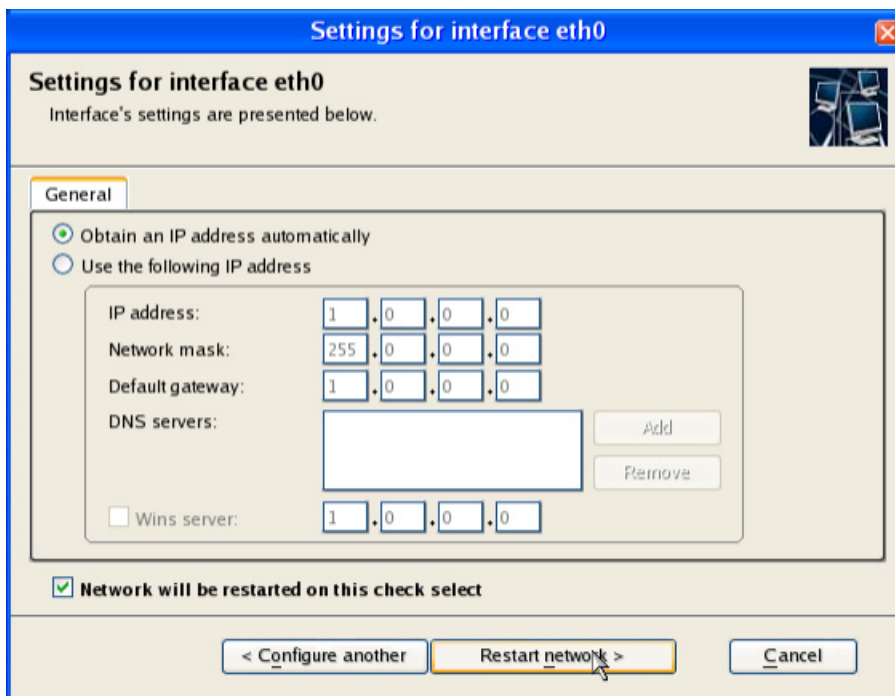 Settings for interface eth0
Settings for interface eth0
Interface's settings are presented below.
General
Obtain an IP address automatically
Use the following IP address
IP address: 1 . 0 . 0 . 0
Network mask: 255 . 0 . 0 . 0
Default gateway: 1 . 0 . 0 . 0
DNS servers:
Add
Remove
Wins server: 1 . 0 . 0 . 0
Network will be restarted on this check select
< Configure another
Restart network >
Cancel